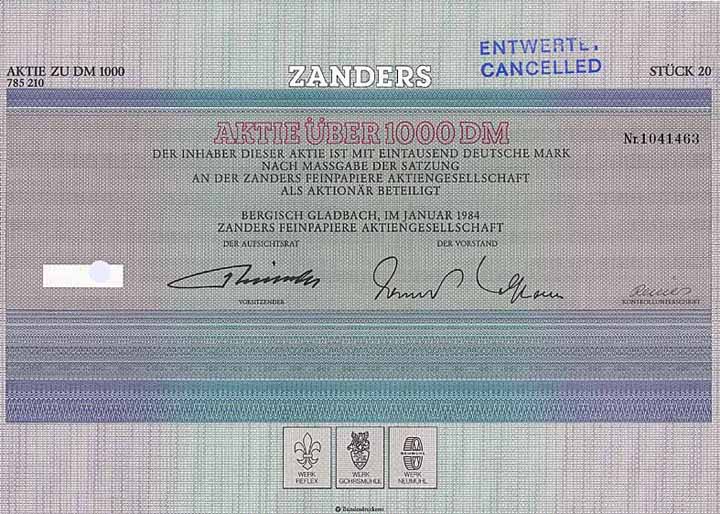 ENTWERTET
CANCELLED
AKTIE ZU DM 1000
785 210
ZANDERS
STÜCK 20
AKTIE ÜBER 1000 DM
Nr. 1041463
DER INHABER DIESER AKTIE IST MIT EINTAUSEND DEUTSCHE MARK
NACH MASSGABE DER SATZUNG
AN DER ZANDERS FEINPAPIERE AKTIENGESELLSCHAFT
ALS AKTIONÄR BETEILIGT
BERGISCH GLADBACH, IM JANUAR 1984
ZANDERS FEINPAPIERE AKTIENGESELLSCHAFT
DER AUFSICHTSRAT
DER VORSTAND
VORSITZENDER
KONTROLLUNTERSCHRIFT
WERK
REFLEX
WERK
GOHRSMÜHLE
NEUMÜHL
WERK
NEUMÜHL
Bundesdruckerei